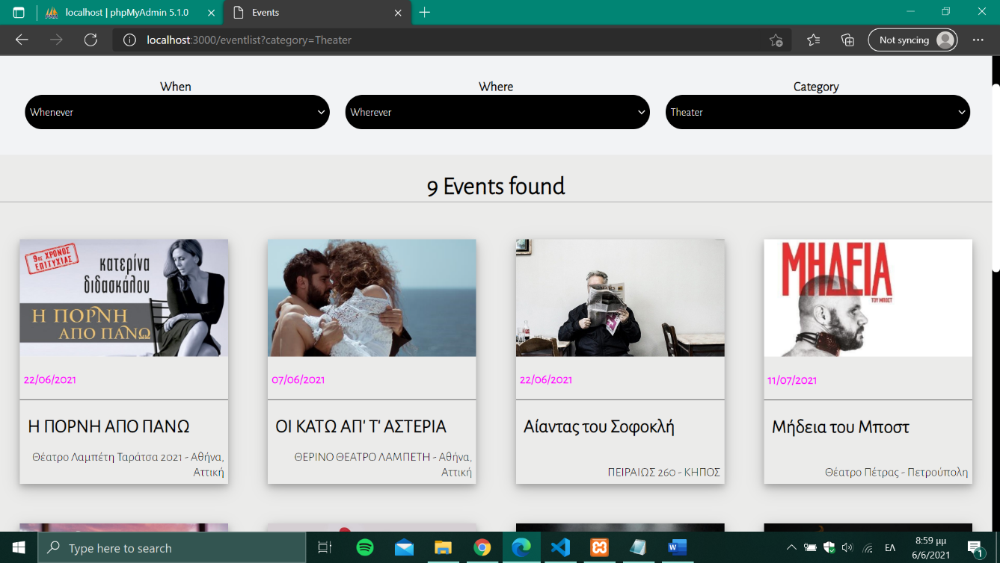 localhost | phpMyAdmin 5.1.0
Events
localhost:3000/eventlist?category=Theater
Not syncing
When
Where
Category
Whenever
Wherever
Theater
9 Events found
9ος ΧΡΟΝΟΣ
ΕΠΙΤΥΧΙΑΣ
κατερίνα
διδασκάλου
Η ΠΟΡΝΗ
ΑΠΟ ΠΑΝΩ
ΜΗΔΕΙΑ
ΤΟΥ ΜΠΟΣΤ
22/06/2021
07/06/2021
22/06/2021
11/07/2021
Η ΠΟΡΝΗ ΑΠΟ ΠΑΝΩ
ΟΙ ΚΑΤΩ ΑΠ' Τ' ΑΣΤΕΡΙΑ
Αίαντας του Σοφοκλή
Μήδεια του Μποστ
Θέατρο Λαμπέτη Ταράτσα 2021 - Αθήνα,
Αττική
ΘΕΡΙΝΟ ΘΕΑΤΡΟ ΛΑΜΠΕΤΗ - Αθήνα,
Αττική
ΠΕΙΡΑΙΩΣ 260 - ΚΗΠΟΣ
Θέατρο Πέτρας - Πετρούπολη
Type here to search
ΕΛ
8:59 μμ
6/6/2021
1